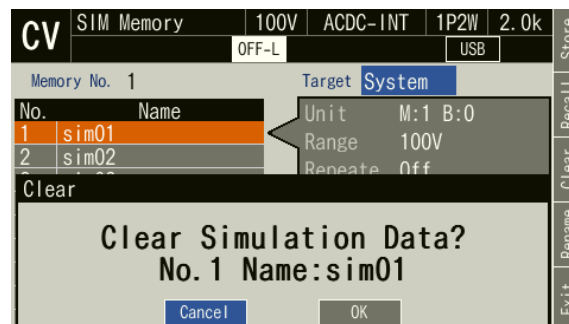 CV SIM Memory 100V ACDC-INT 1P2W 2.0k
OFF-L USB
Memory No. 1 Target System
No. Name
1 sim01
2 sim02
Unit M:1 B:0
Range 100V
Repeate Off
Clear
Clear Simulation Data?
No.1 Name:sim01
Cancel OK
Store
Recall
Clear
Rename
Exit